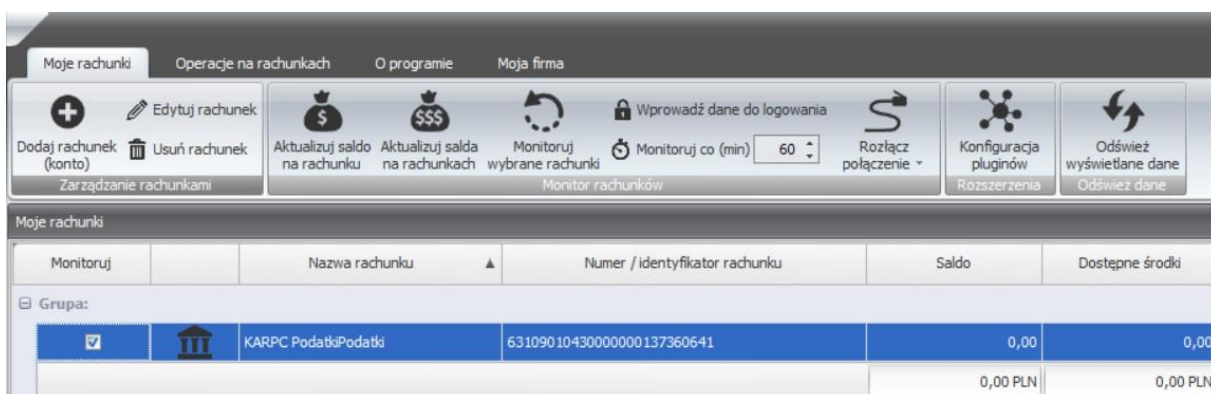 Moje rachunki Operacje na rachunkach O programie Moja firma
Dodaj rachunek (konto)
Edytuj rachunek
Usuń rachunek
Zarządzanie rachunkami
Aktualizuj saldo na rachunku
Aktualizuj salda na rachunkach
Monitoruj wybrane rachunki
Wprowadź dane do logowania
Monitoruj co (min) 60
Rozłącz połączenie
Monitor rachunków
Konfiguracja pluginów
Rozszerzenia
Odśwież wyświetlane dane
Odśwież dane
Moje rachunki
Monitoruj Nazwa rachunku Numer / identyfikator rachunku Saldo Dostępne środki
Grupa:
KARPC PodatkiPodatki 63109010430000000137360641 0,00 0,00
0,00 PLN 0,00 PLN